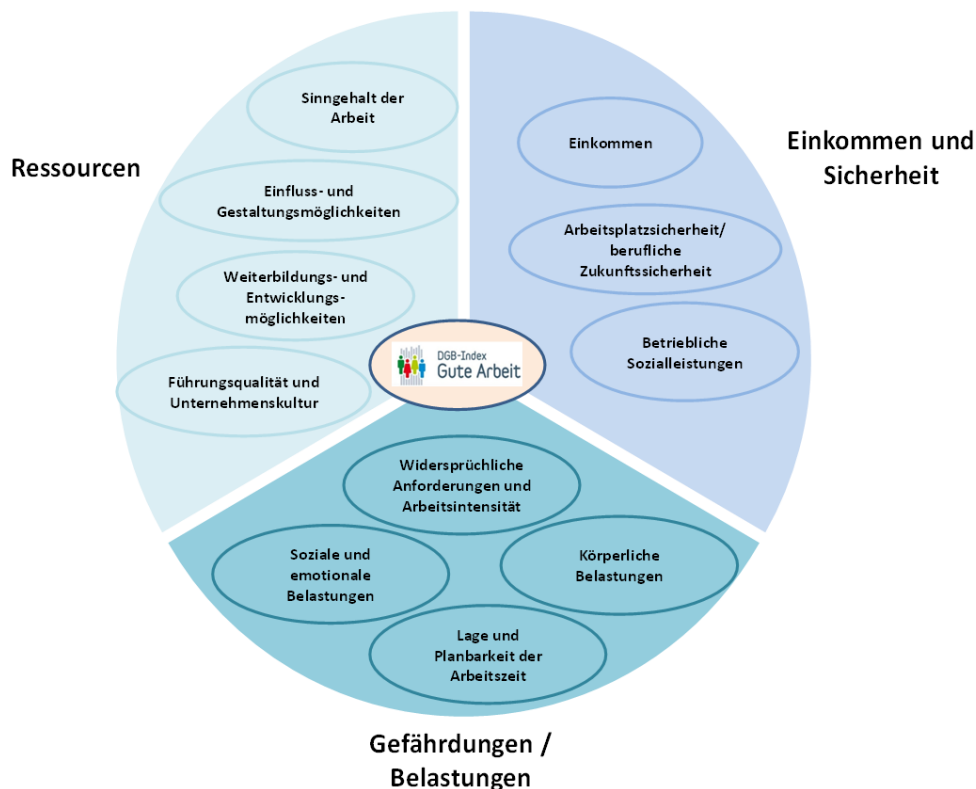 Ressourcen
Sinngehalt der
Arbeit
Einfluss- und
Gestaltungsmöglichkeiten
Weiterbildungs- und
Entwicklungs-
möglichkeiten
Führungsqualität und
Unternehmenskultur
Einkommen und
Sicherheit
Einkommen
Arbeitsplatzsicherheit/
berufliche
Zukunftssicherheit
Betriebliche
Sozialleistungen
DGB-Index
Gute Arbeit
Widersprüchliche
Anforderungen und
Arbeitsintensität
Soziale und
emotionale
Belastungen
Körperliche
Belastungen
Lage und
Planbarkeit der
Arbeitszeit
Gefährdungen /
Belastungen